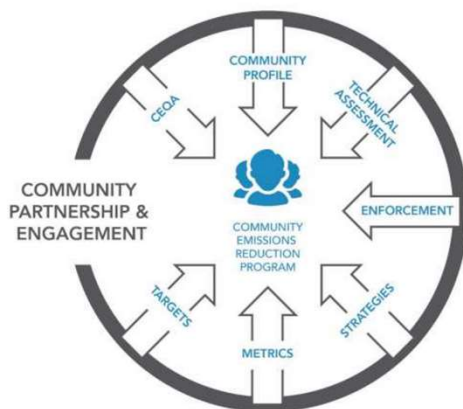 COMMUNITY
PROFILE
CEQA
TECHNICAL
ASSESSMENT
COMMUNITY
PARTNERSHIP &
ENGAGEMENT
ENFORCEMENT
COMMUNITY
EMISSIONS
REDUCTION
PROGRAM
TARGETS
STRATEGIES
METRICS